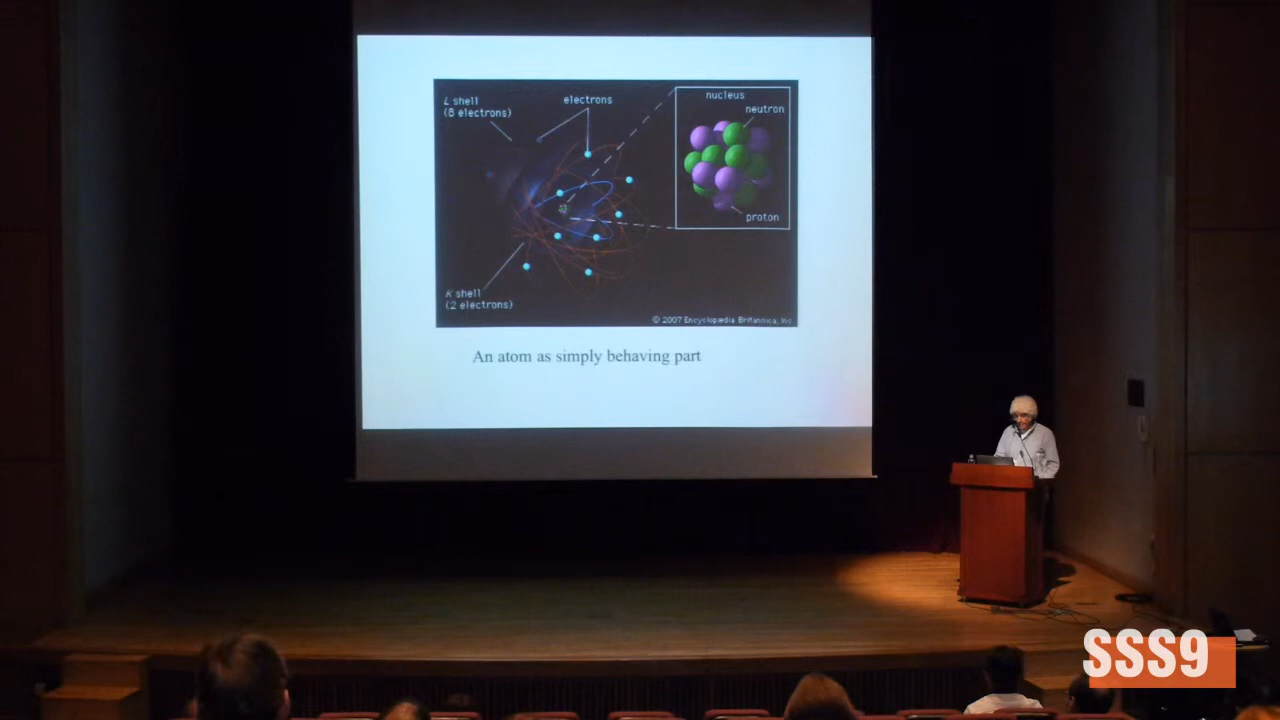 L shell
(8 electrons)
electrons
nucleus
neutron
proton
K shell
(2 electrons)
© 2007 Encyclopædia Britannica, Inc.
An atom as simply behaving part
SSS9